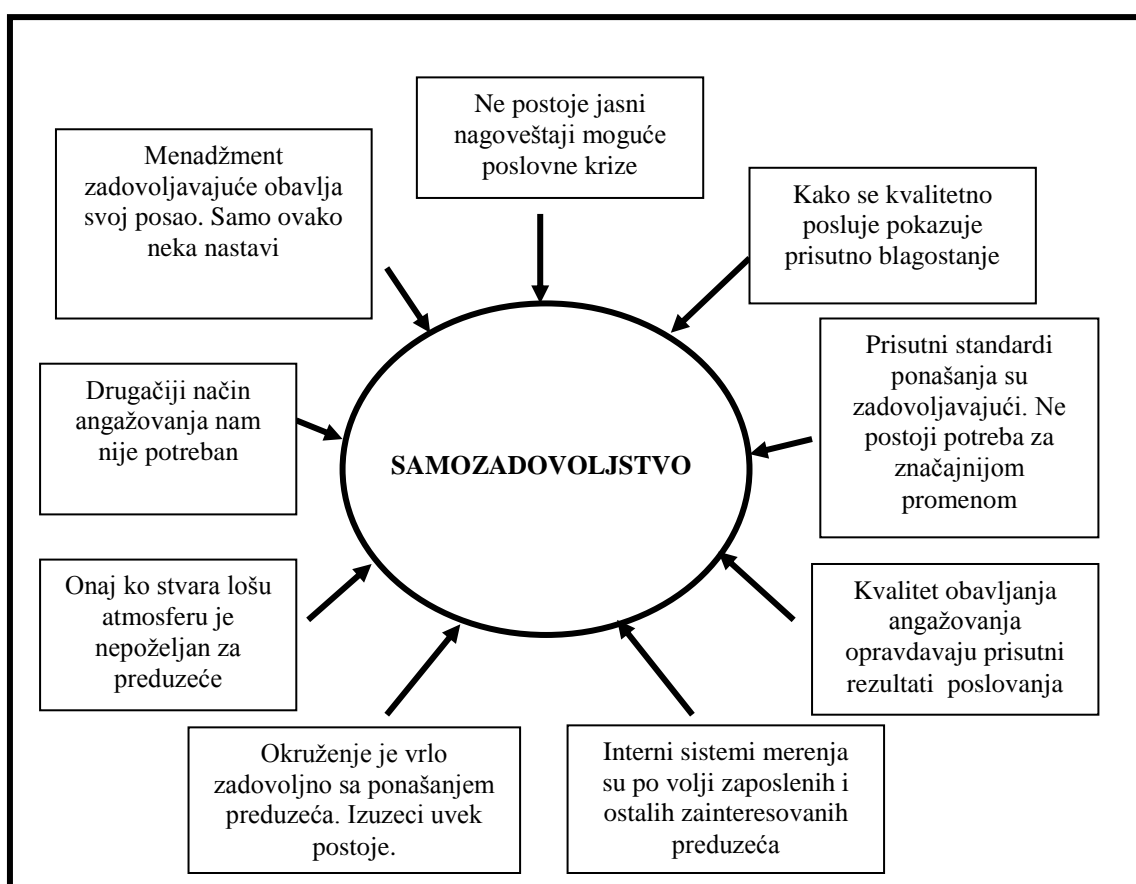 Ne postoje jasni
nagoveštaji moguće
poslovne krize
Menadžment
zadovoljavajuće obavlja
svoj posao. Samo ovako
neka nastavi
Kako se kvalitetno
posluje pokazuje
prisutno blagostanje
Drugačiji način
angažovanja nam
nije potreban
SAMOZADOVOLJSTVO
Prisutni standardi
ponašanja su
zadovoljavajući. Ne
postoji potreba za
značajnijom
promenom
Onaj ko stvara lošu
atmosferu je
nepoželjan za
preduzeće
Kvalitet obavljanja
angažovanja
opravdavaju prisutni
rezultati poslovanja
Okruženje je vrlo
zadovoljno sa ponašanjem
preduzeća. Izuzeci uvek
postoje.
Interni sistemi merenja
su po volji zaposlenih i
ostalih zainteresovanih
preduzeća